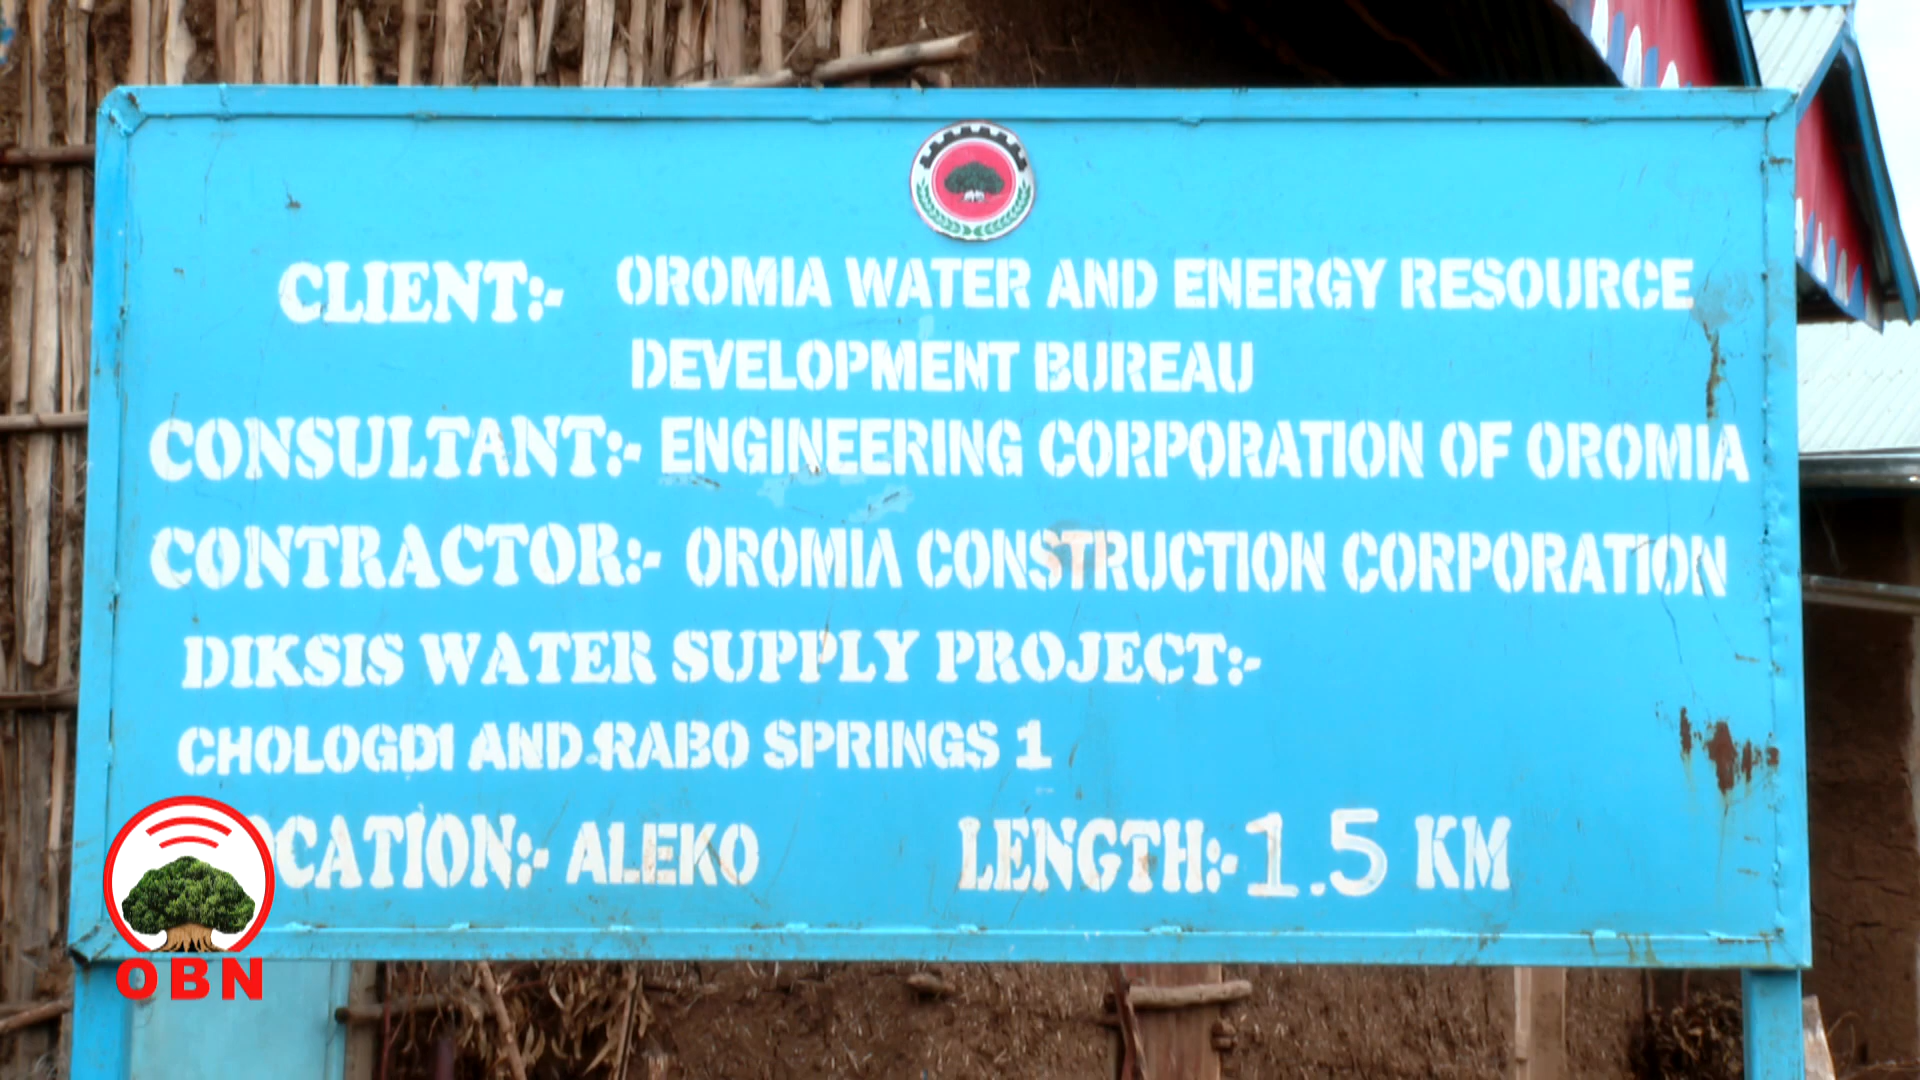 CLIENT:- OROMIA WATER AND ENERGY RESOURCE
DEVELOPMENT BUREAU
CONSULTANT:- ENGINEERING CORPORATION OF OROMIA
CONTRACTOR:- OROMIA CONSTRUCTION CORPORATION
DIKSIS WATER SUPPLY PROJECT:-
CHOLOGDI AND RABO SPRINGS 1
OCATION:- ALEKO LENGTH:- 1.5 KM
OBN